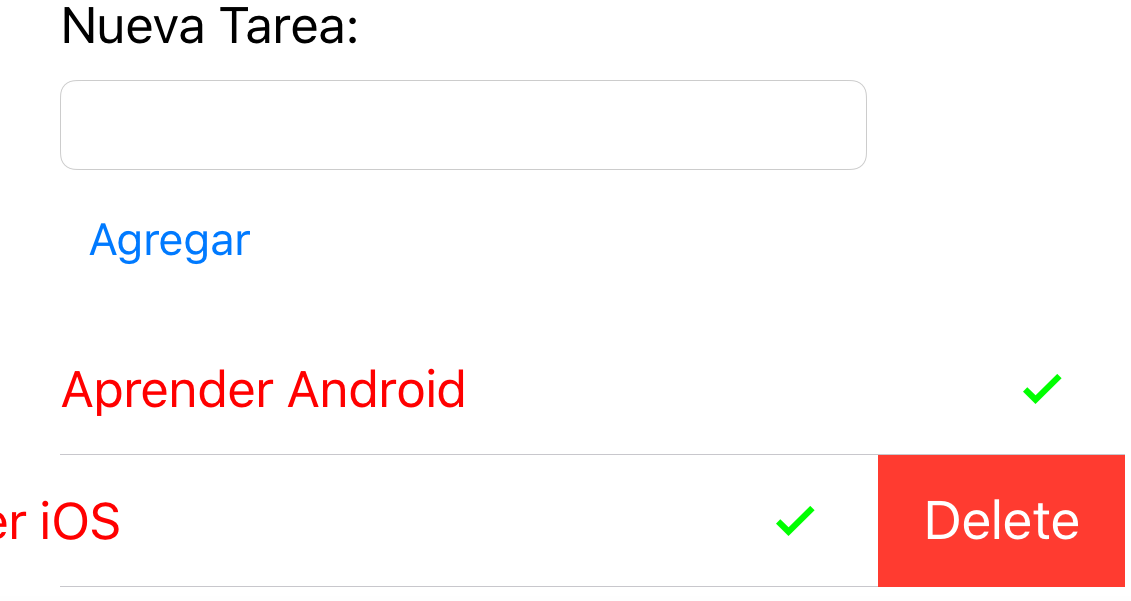 Nueva Tarea:
Agregar
Aprender Android
er iOS
Delete